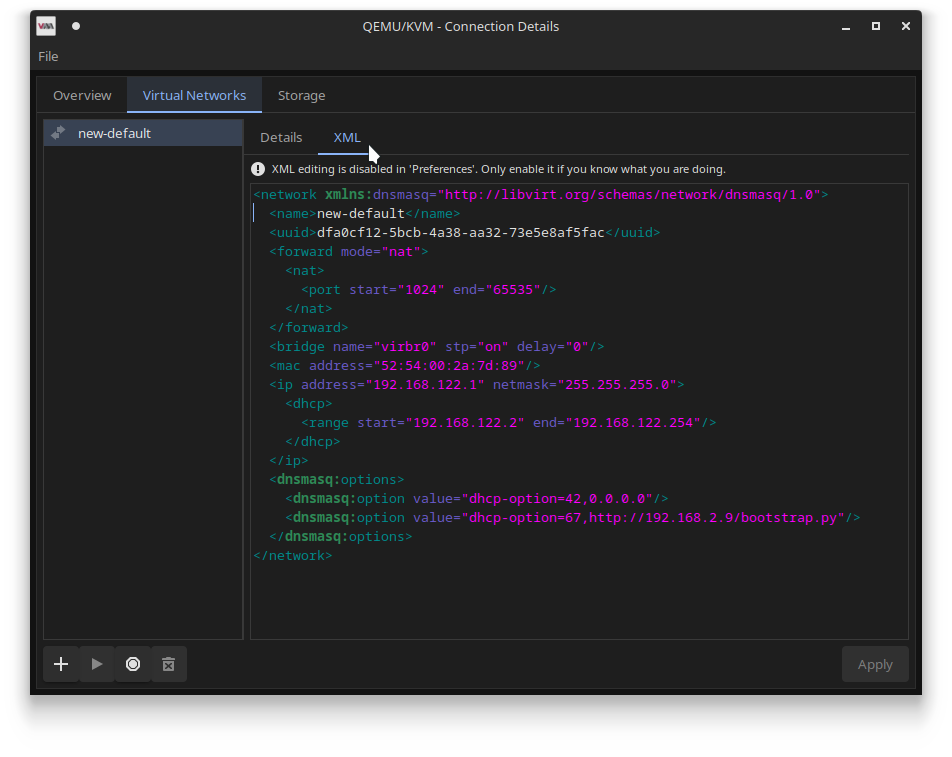 QEMU/KVM - Connection Details
File
Overview Virtual Networks Storage
new-default
Details XML
XML editing is disabled in 'Preferences'. Only enable it if you know what you are doing.
<network xmlns:dnsmasq="http://libvirt.org/schemas/network/dnsmasq/1.0">
  <name>new-default</name>
  <uuid>dfa0cf12-5bcb-4a38-aa32-73e5e8af5fac</uuid>
  <forward mode="nat">
    <nat>
      <port start="1024" end="65535"/>
    </nat>
  </forward>
  <bridge name="virbr0" stp="on" delay="0"/>
  <mac address="52:54:00:2a:7d:89"/>
  <ip address="192.168.122.1" netmask="255.255.255.0">
    <dhcp>
      <range start="192.168.122.2" end="192.168.122.254"/>
    </dhcp>
  </ip>
  <dnsmasq:options>
    <dnsmasq:option value="dhcp-option=42,0.0.0.0"/>
    <dnsmasq:option value="dhcp-option=67,http://192.168.2.9/bootstrap.py"/>
  </dnsmasq:options>
</network>
Apply